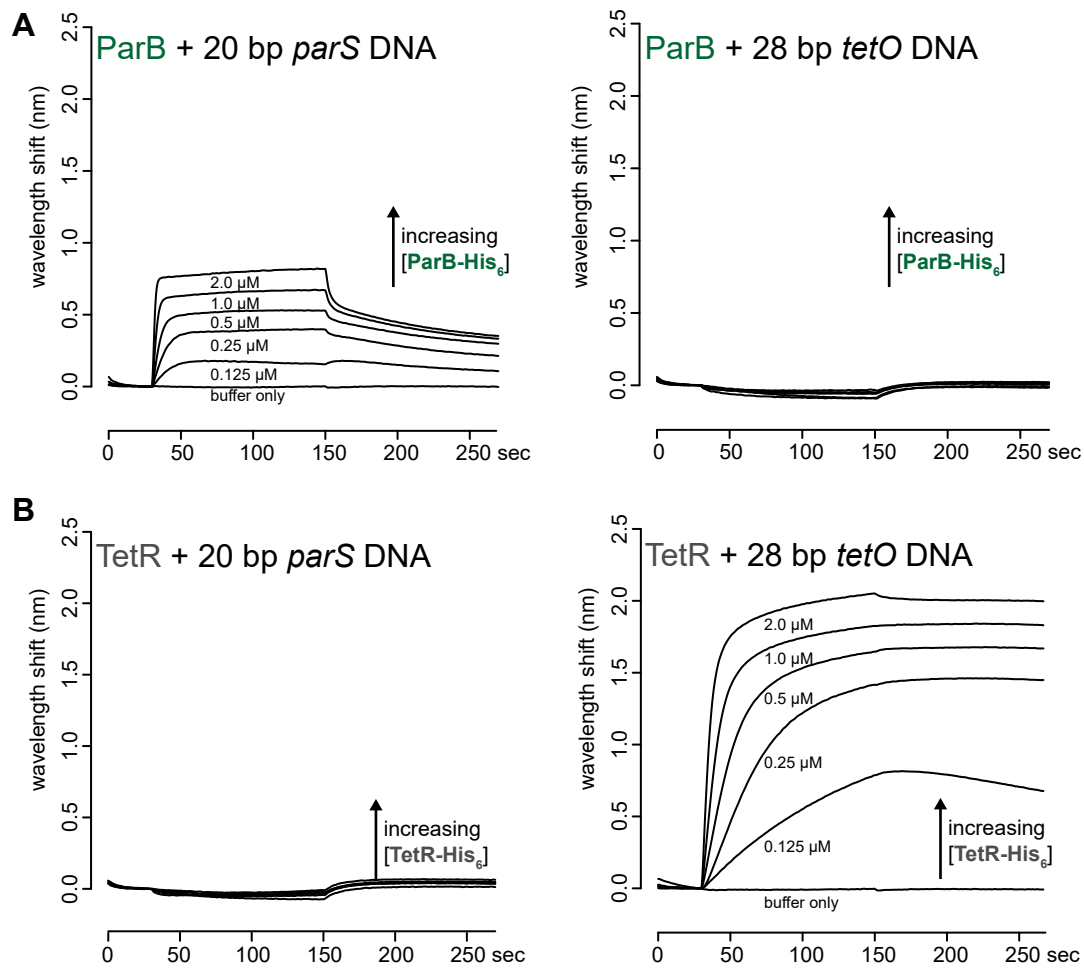 A
ParB + 20 bp parS DNA
wavelength shift (nm)
2.5
2.0
1.5
1.0
0.5
0.0
increasing
[ParB-His6]
2.0 µM
1.0 µM
0.5 µM
0.25 µM
0.125 µM
buffer only
0 50 100 150 200 250 sec
ParB + 28 bp tetO DNA
wavelength shift (nm)
2.5
2.0
1.5
1.0
0.5
0.0
increasing
[ParB-His6]
0 50 100 150 200 250 sec
B
TetR + 20 bp parS DNA
wavelength shift (nm)
2.5
2.0
1.5
1.0
0.5
0.0
increasing
[TetR-His6]
0 50 100 150 200 250 sec
TetR + 28 bp tetO DNA
wavelength shift (nm)
2.5
2.0
1.5
1.0
0.5
0.0
2.0 µM
1.0 µM
0.5 µM
0.25 µM
0.125 µM
increasing
[TetR-His6]
buffer only
0 50 100 150 200 250 sec